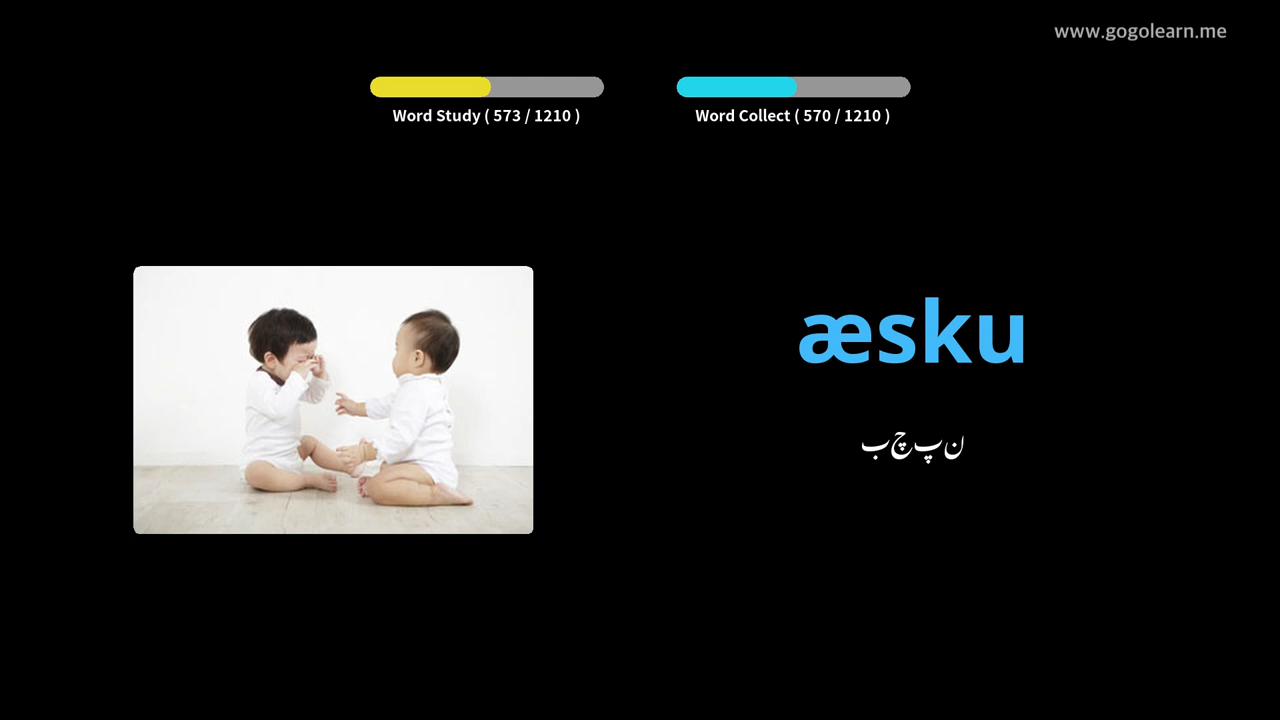 www.gogolearn.me
Word Study ( 573 / 1210 )
Word Collect ( 570 / 1210 )
æsku
ن پ چ ب